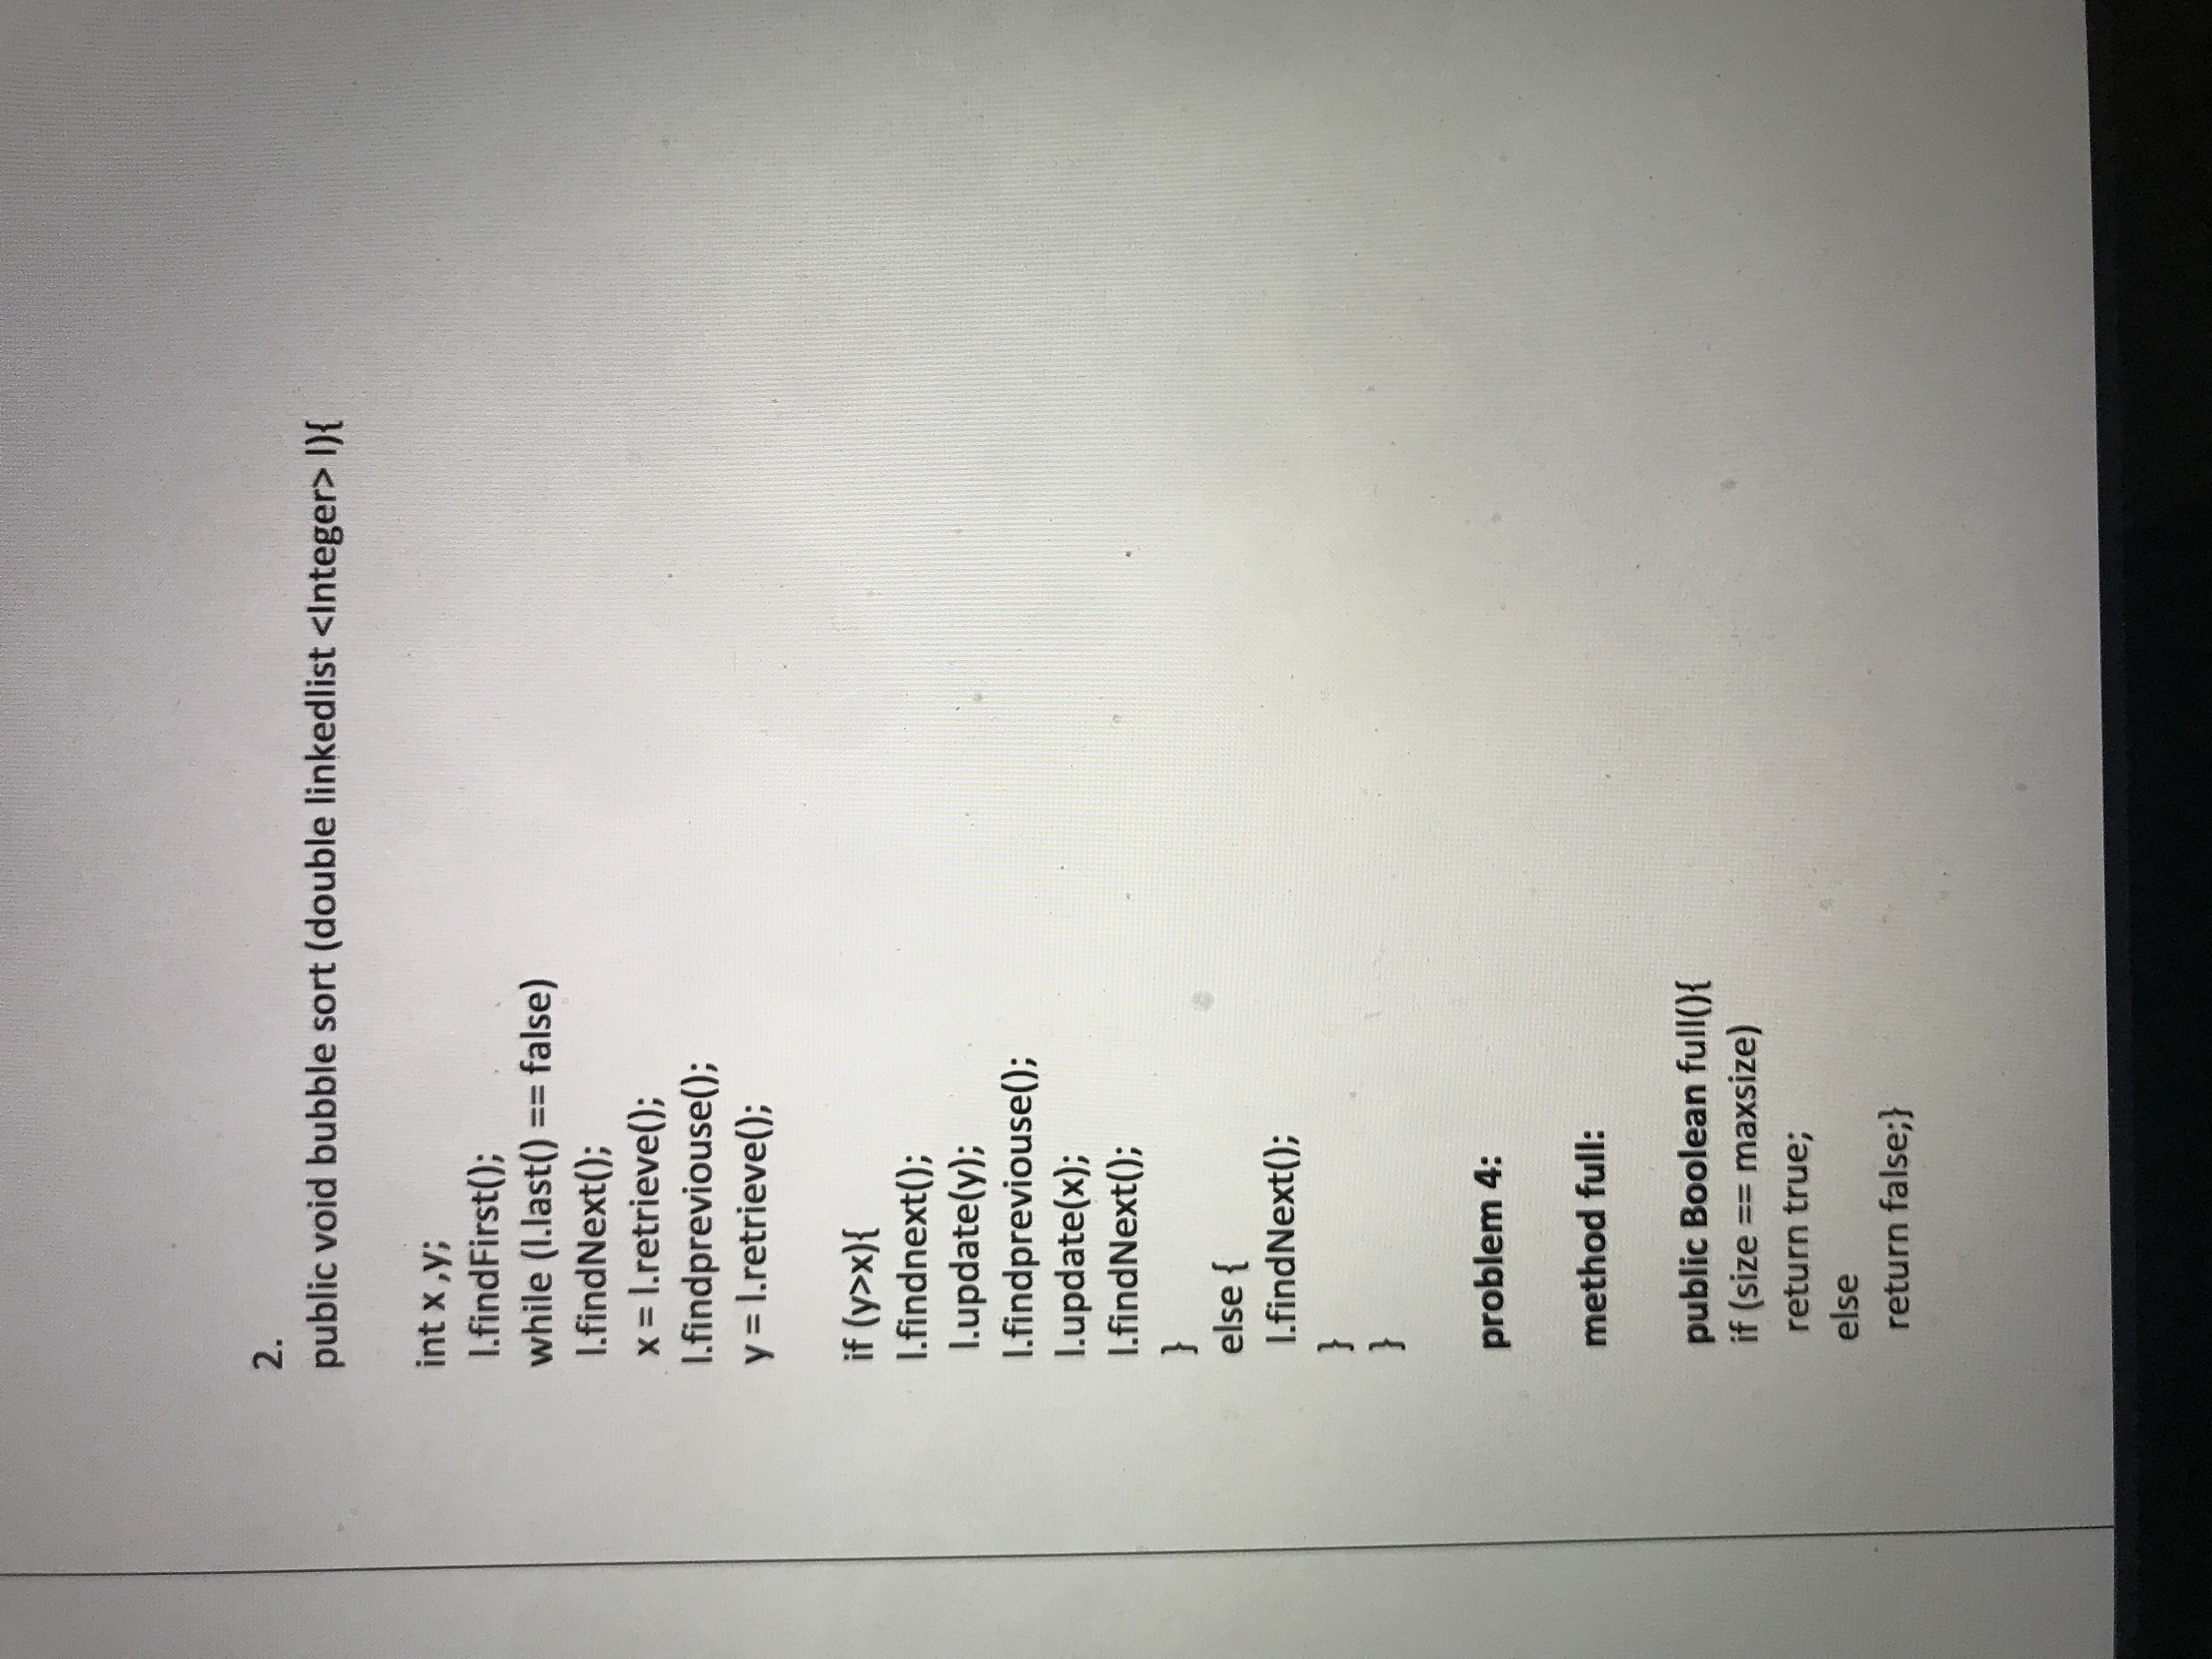 2.
public void bubble sort (double linkedlist <Integer> l){
int x ,y;
l.findFirst();
while (l.last() == false)
l.findNext();
x = l.retrieve();
l.findpreviouse();
y = l.retrieve();
if (y>x){
l.findnext();
l.update(y);
l.findpreviouse();
l.update(x);
l.findNext();
}
else {
l.findNext();
}
}
problem 4:
method full:
public Boolean full(){
if (size == maxsize)
return true;
else
return false;}